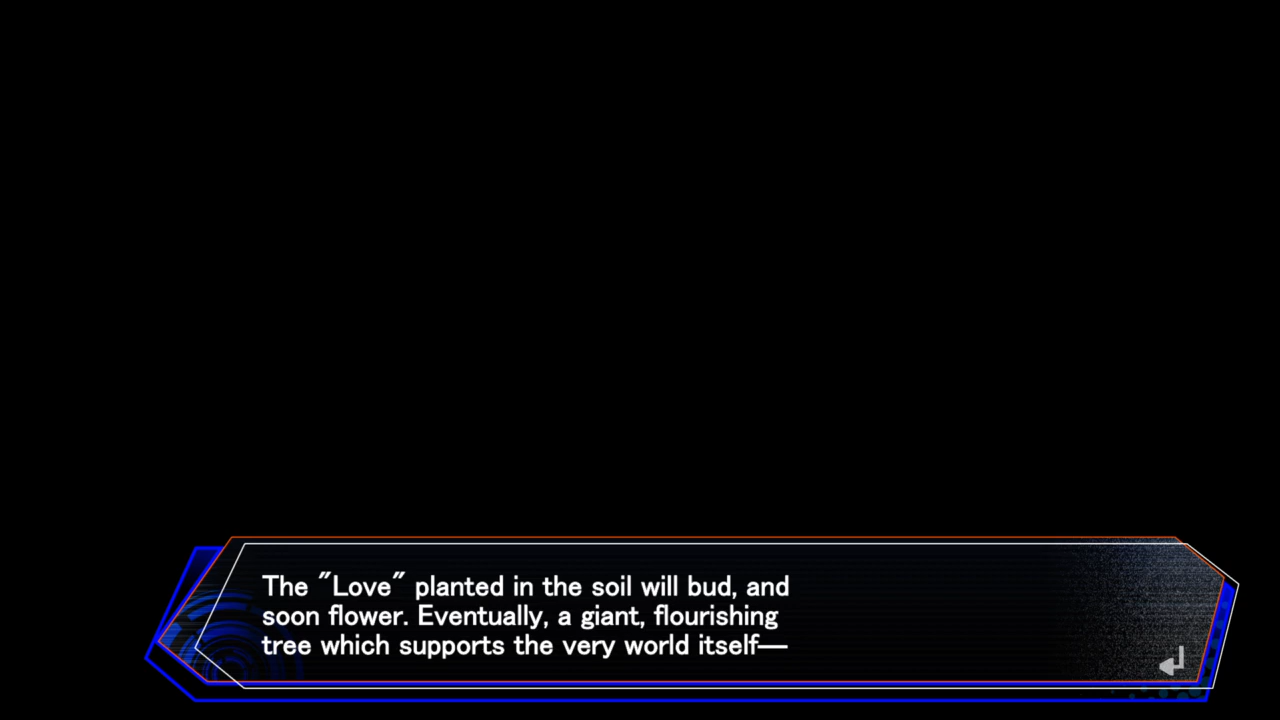 The "Love" planted in the soil will bud, and
soon flower. Eventually, a giant, flourishing
tree which supports the very world itself—